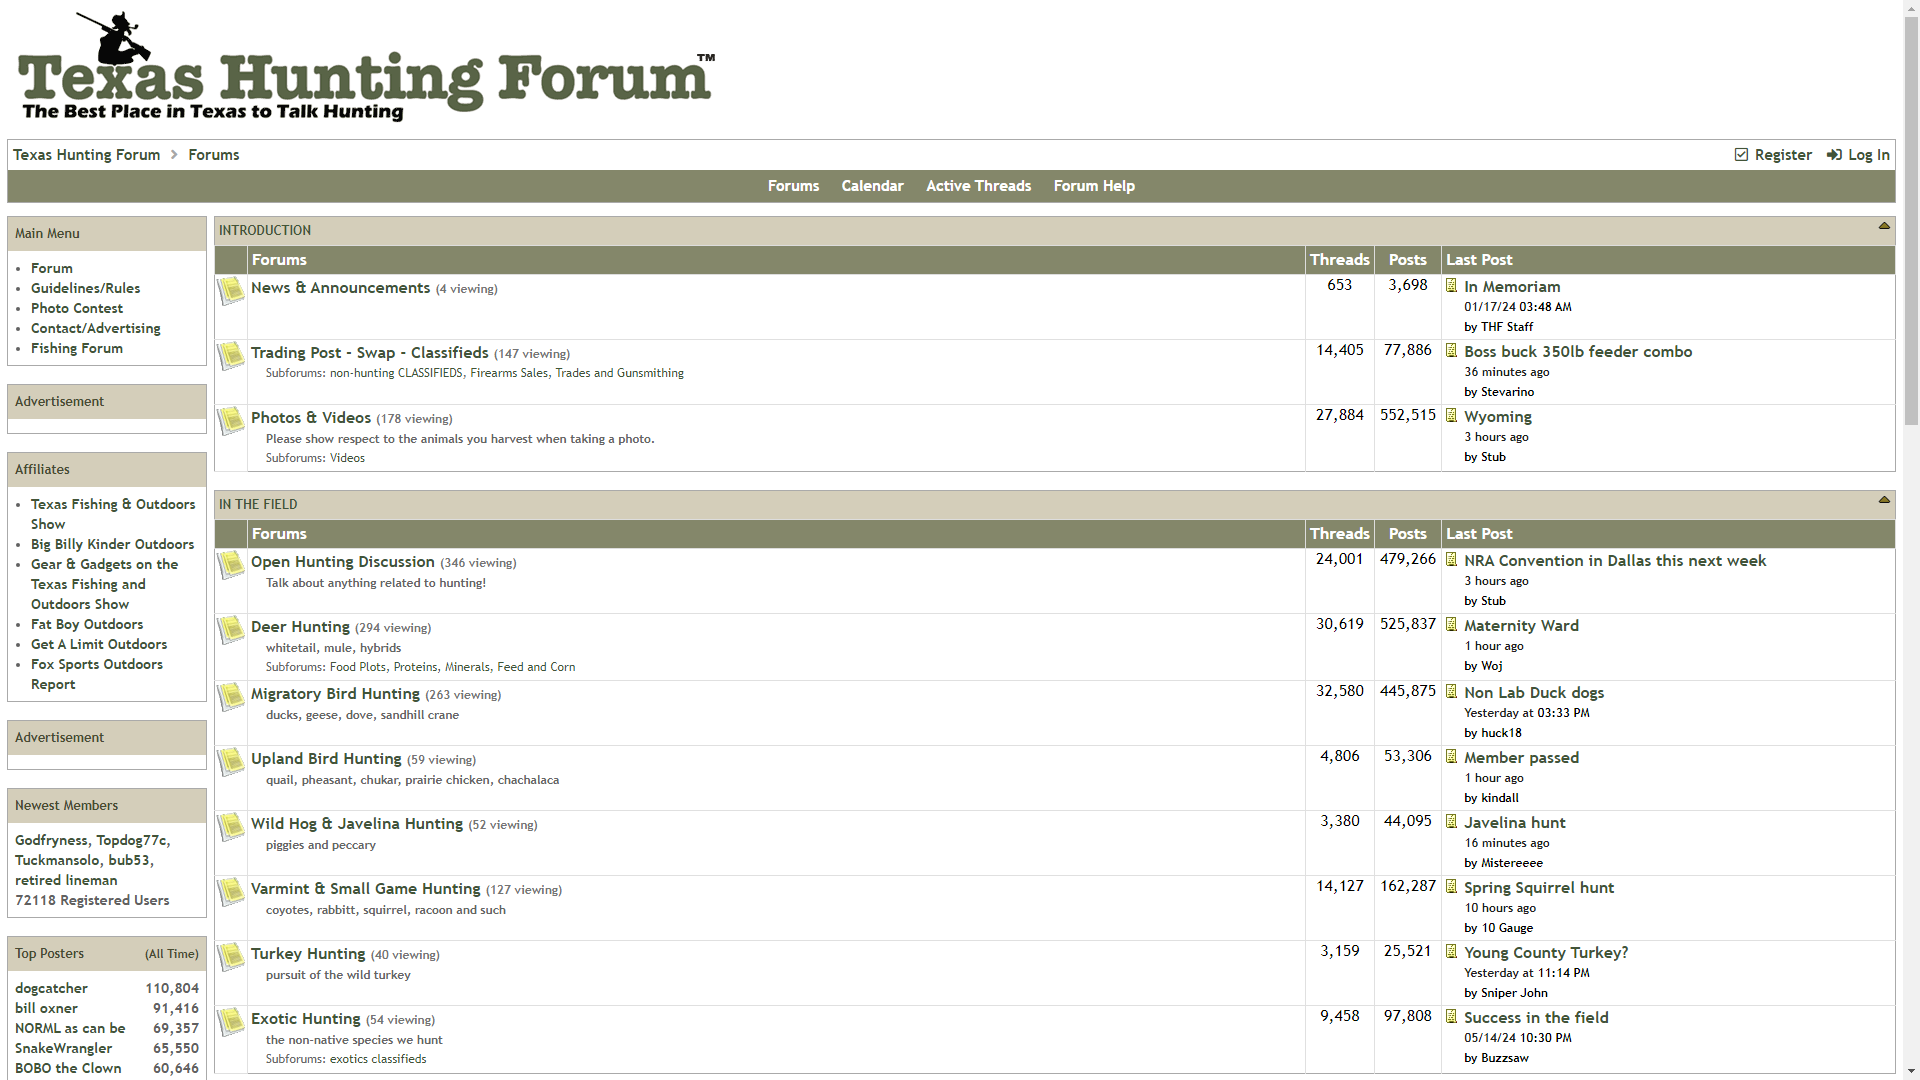 Texas Hunting Forum™
The Best Place in Texas to Talk Hunting
Texas Hunting Forum > Forums
Register Log In
Forums Calendar Active Threads Forum Help
Main Menu
Forum
Guidelines/Rules
Photo Contest
Contact/Advertising
Fishing Forum
Advertisement
Affiliates
Texas Fishing & Outdoors
Show
Big Billy Kinder Outdoors
Gear & Gadgets on the
Texas Fishing and
Outdoors Show
Fat Boy Outdoors
Get A Limit Outdoors
Fox Sports Outdoors
Report
Advertisement
Newest Members
Godfryness, Topdog77c,
Tuckmansolo, bub53,
retired lineman
72118 Registered Users
Top Posters (All Time)
dogcatcher 110,804
bill oxner 91,416
NORML as can be 69,357
SnakeWrangler 65,550
BOBO the Clown 60,646
INTRODUCTION
Forums Threads Posts Last Post
News & Announcements (4 viewing) 653 3,698 In Memoriam
01/17/24 03:48 AM
by THF Staff
Trading Post - Swap - Classifieds (147 viewing) 14,405 77,886 Boss buck 350lb feeder combo
Subforums: non-hunting CLASSIFIEDS, Firearms Sales, Trades and Gunsmithing 36 minutes ago
by Stevarino
Photos & Videos (178 viewing) 27,884 552,515 Wyoming
Please show respect to the animals you harvest when taking a photo. 3 hours ago
Subforums: Videos by Stub
IN THE FIELD
Forums Threads Posts Last Post
Open Hunting Discussion (346 viewing) 24,001 479,266 NRA Convention in Dallas this next week
Talk about anything related to hunting! 3 hours ago
by Stub
Deer Hunting (294 viewing) 30,619 525,837 Maternity Ward
whitetail, mule, hybrids 1 hour ago
Subforums: Food Plots, Proteins, Minerals, Feed and Corn by Woj
Migratory Bird Hunting (263 viewing) 32,580 445,875 Non Lab Duck dogs
ducks, geese, dove, sandhill crane Yesterday at 03:33 PM
by huck18
Upland Bird Hunting (59 viewing) 4,806 53,306 Member passed
quail, pheasant, chukar, prairie chicken, chachalaca 1 hour ago
by kindall
Wild Hog & Javelina Hunting (52 viewing) 3,380 44,095 Javelina hunt
piggies and peccary 16 minutes ago
by Mistereeee
Varmint & Small Game Hunting (127 viewing) 14,127 162,287 Spring Squirrel hunt
coyotes, rabbitt, squirrel, racoon and such 10 hours ago
by 10 Gauge
Turkey Hunting (40 viewing) 3,159 25,521 Young County Turkey?
pursuit of the wild turkey Yesterday at 11:14 PM
by Sniper John
Exotic Hunting (54 viewing) 9,458 97,808 Success in the field
the non-native species we hunt 05/14/24 10:30 PM
Subforums: exotics classifieds by Buzzsaw